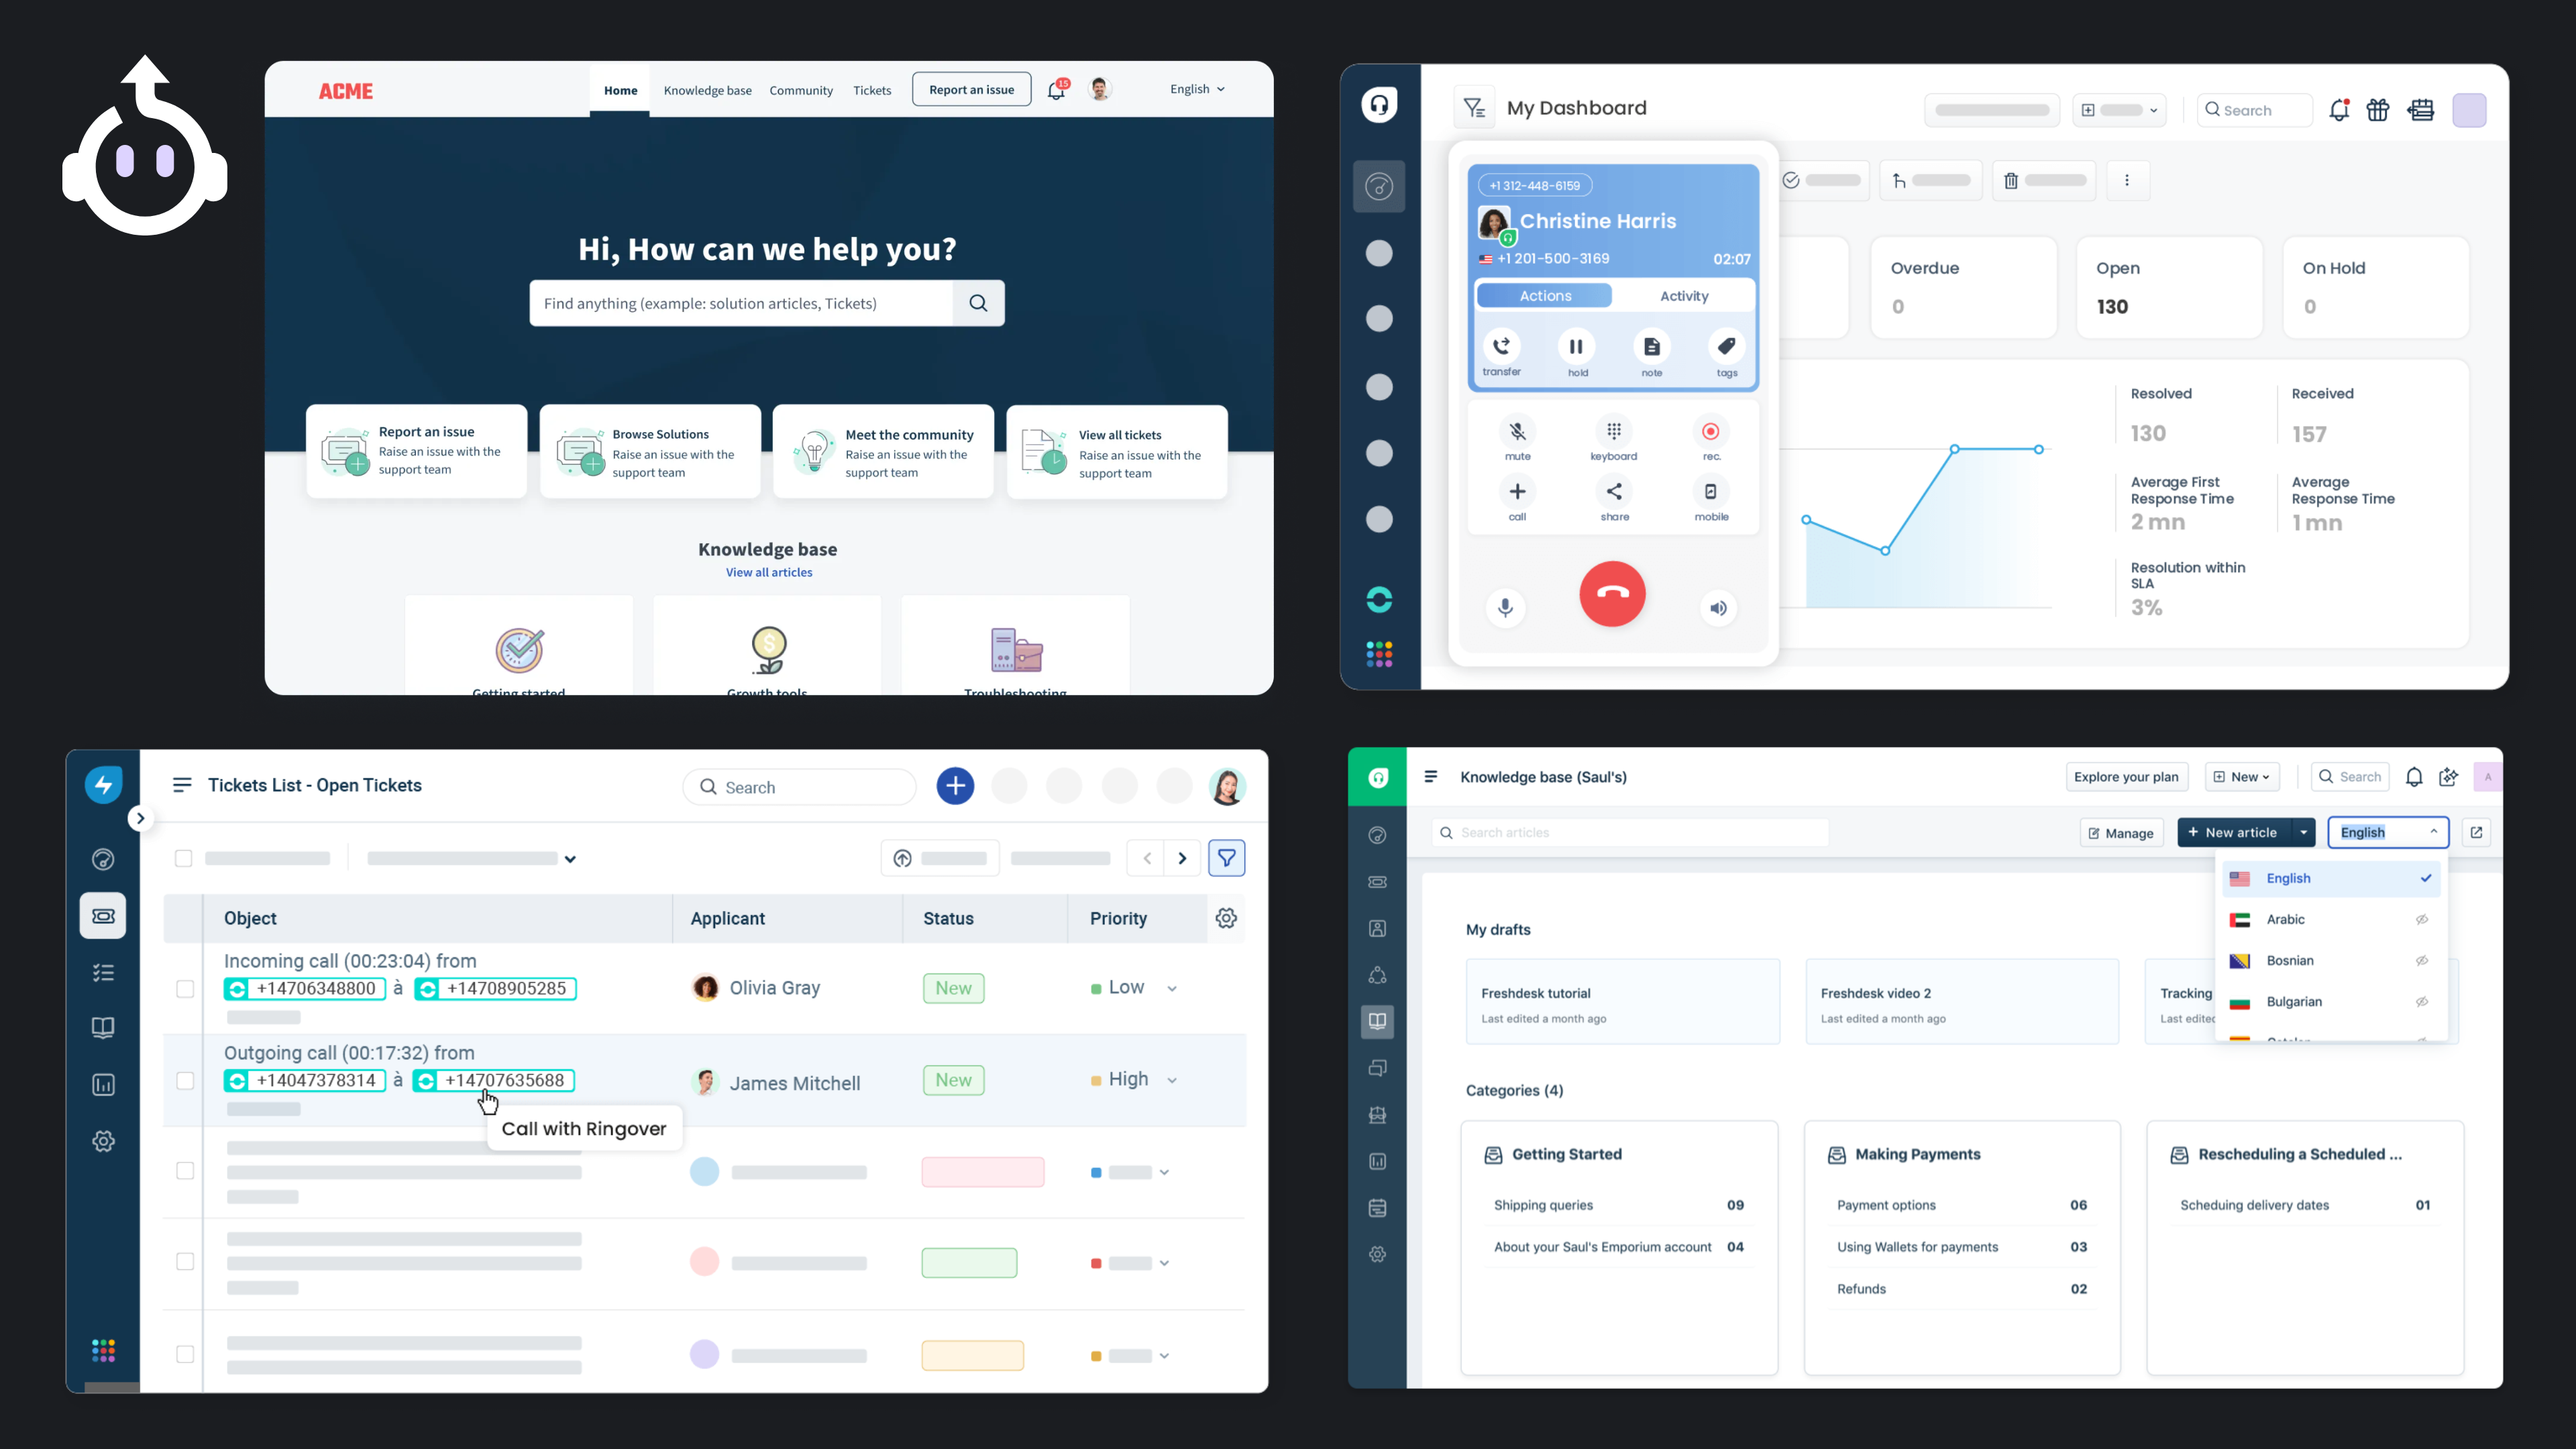 ACME
Home
Knowledge base
Community
Tickets
Report an issue
15
English
Hi, How can we help you?
Find anything (example: solution articles, Tickets)
Report an issue
Raise an issue with the
support team
Browse Solutions
Raise an issue with the
support team
Meet the community
Raise an issue with the
support team
View all tickets
Raise an issue with the
support team
Knowledge base
View all articles
Getting started
Growth tools
Troubleshooting
My Dashboard
Search
+1 312-448-6159
Christine Harris
+1 201-500-3169
02:07
Actions
Activity
transfer
hold
note
tags
mute
keyboard
rec.
call
share
mobile
Overdue
0
Open
130
On Hold
0
Resolved
130
Received
157
Average First
Response Time
2 mn
Average
Response Time
1 mn
Resolution within
SLA
3%
Tickets List - Open Tickets
Search
Object
Applicant
Status
Priority
Incoming call (00:23:04) from
+14706348800 à +14708905285
Olivia Gray
New
Low
Outgoing call (00:17:32) from
+14047378314 à +14707635688
James Mitchell
New
High
Call with Ringover
Knowledge base (Saul's)
Explore your plan
New
Search
A
Search articles
Manage
+ New article
English
English
Arabic
Bosnian
Bulgarian
Catalan
My drafts
Freshdesk tutorial
Last edited a month ago
Freshdesk video 2
Last edited a month ago
Tracking
Last edited
Categories (4)
Getting Started
Shipping queries 09
About your Saul's Emporium account 04
Making Payments
Payment options 06
Using Wallets for payments 03
Refunds 02
Rescheduling a Scheduled ...
Scheduing delivery dates 01